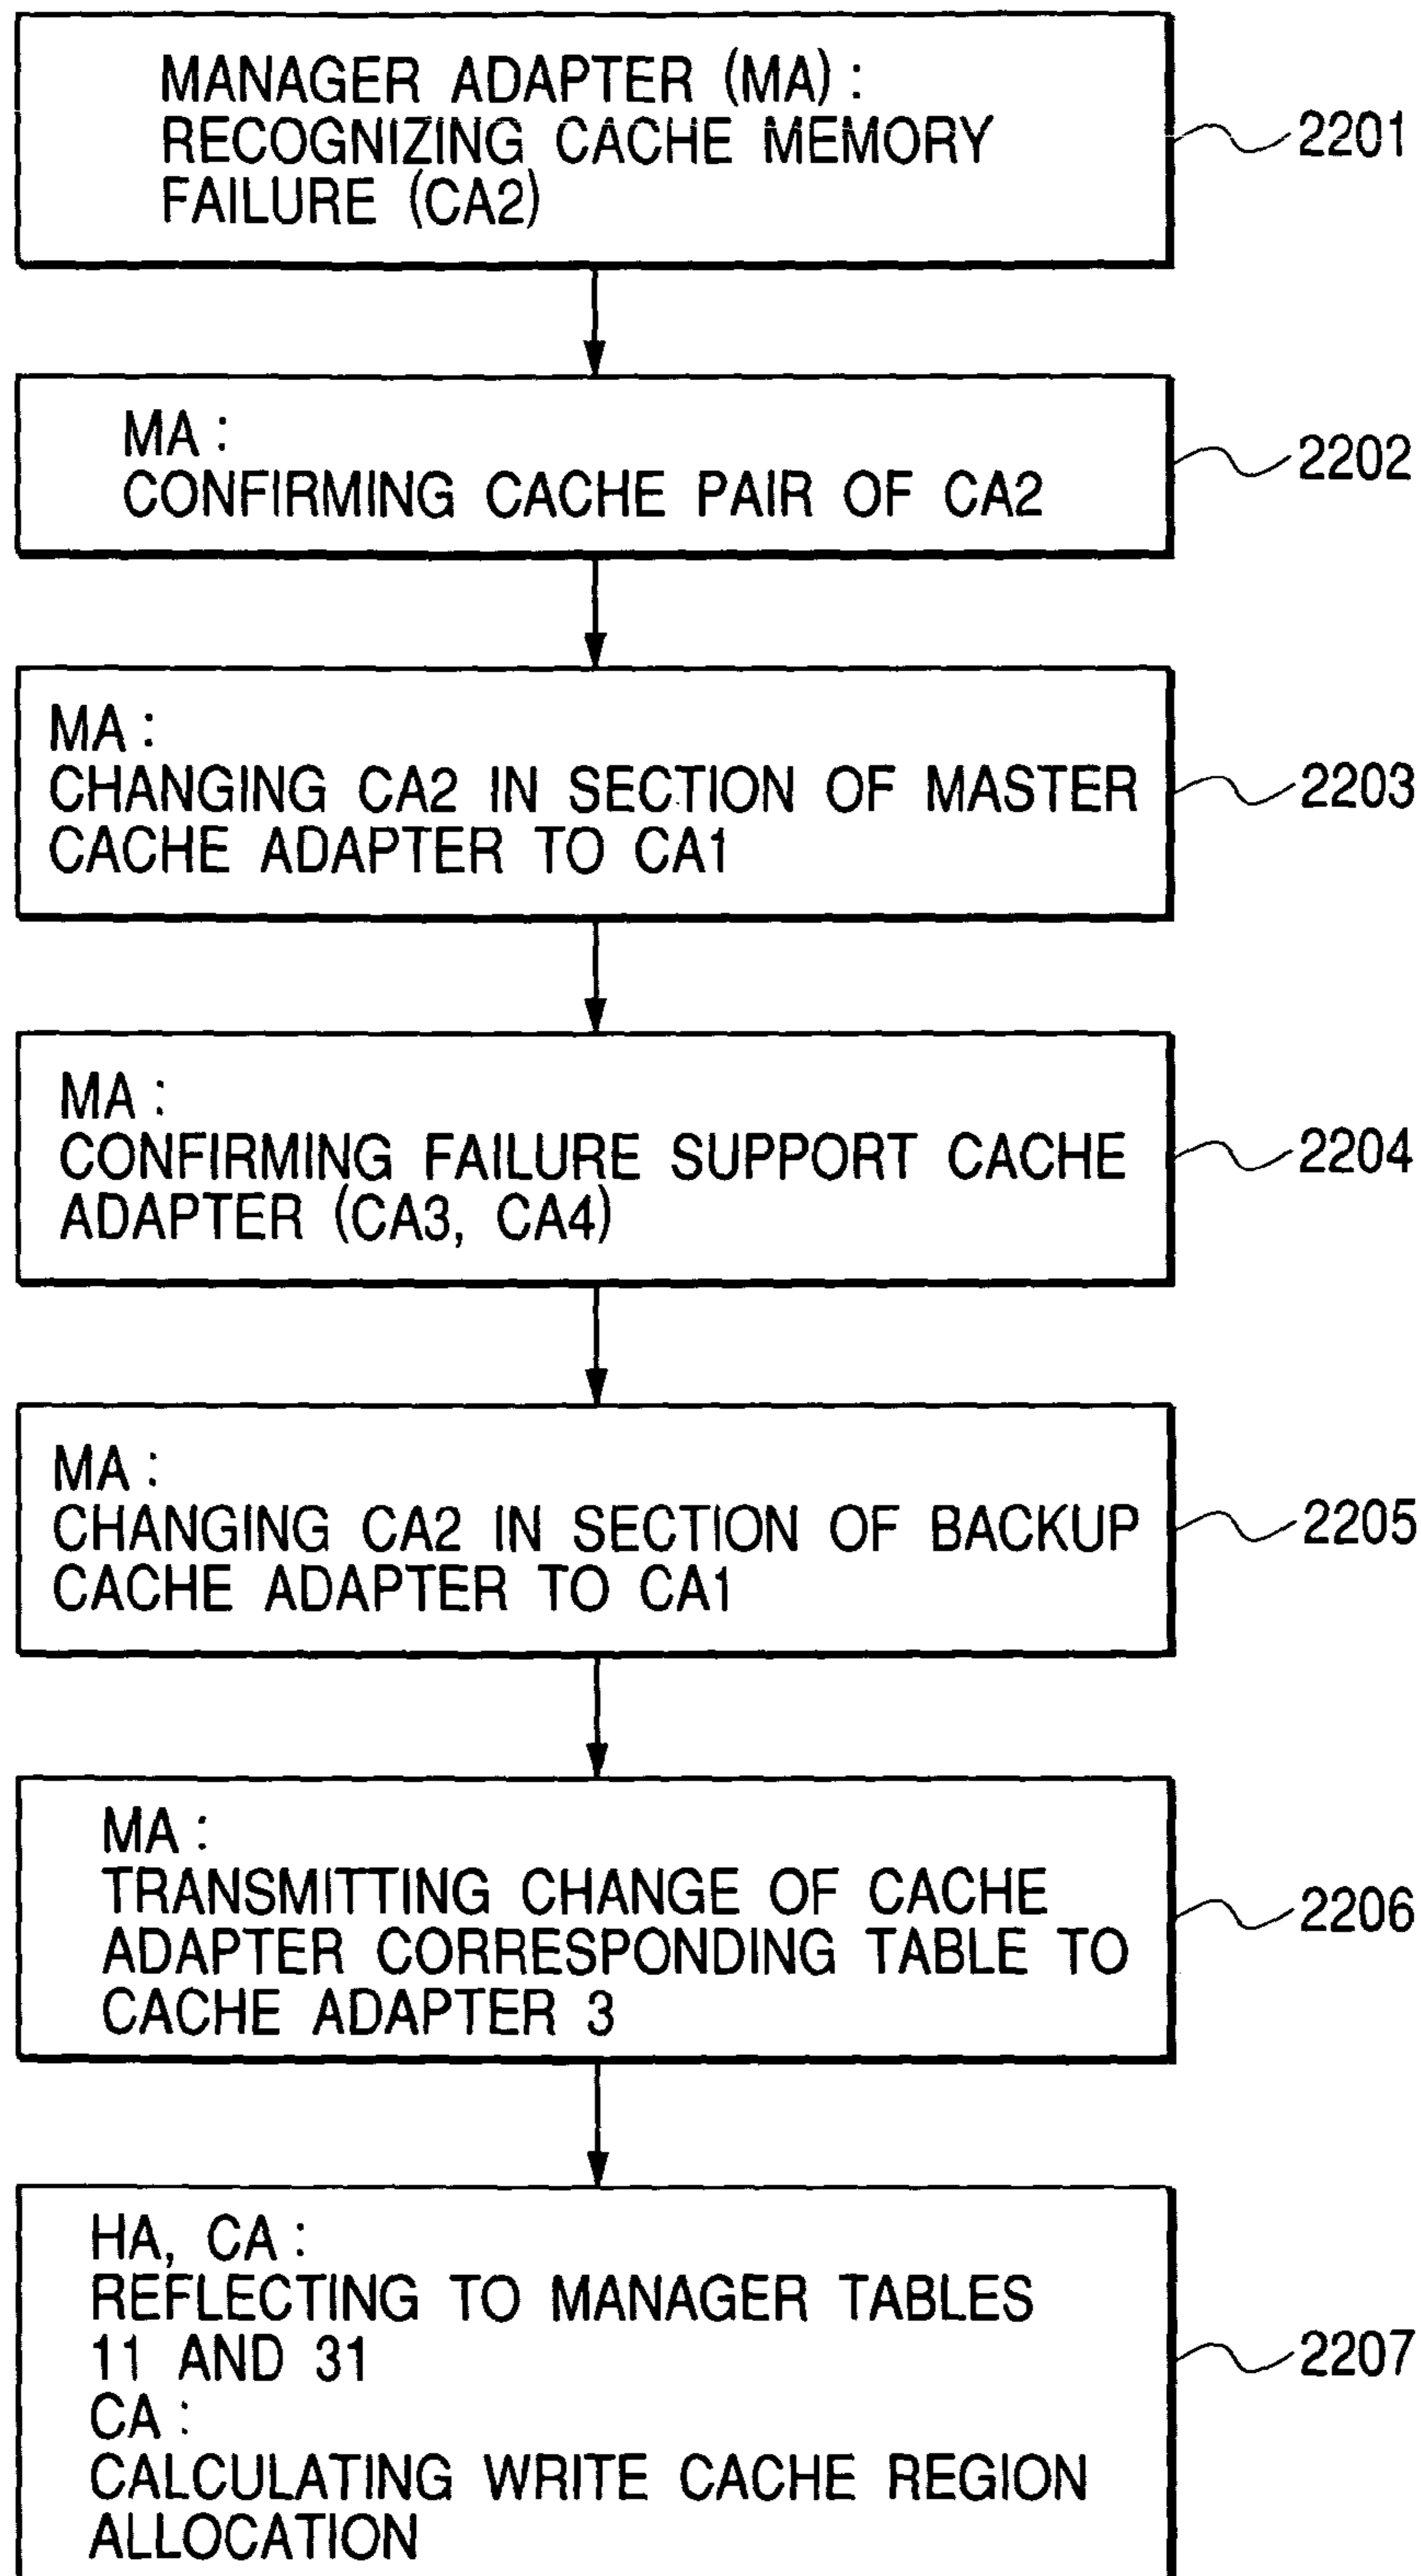 MANAGER ADAPTER (MA) :
RECOGNIZING CACHE MEMORY
FAILURE (CA2)
2201
MA :
CONFIRMING CACHE PAIR OF CA2
2202
MA :
CHANGING CA2 IN SECTION OF MASTER
CACHE ADAPTER TO CA1
2203
MA :
CONFIRMING FAILURE SUPPORT CACHE
ADAPTER (CA3, CA4)
2204
MA :
CHANGING CA2 IN SECTION OF BACKUP
CACHE ADAPTER TO CA1
2205
MA :
TRANSMITTING CHANGE OF CACHE
ADAPTER CORRESPONDING TABLE TO
CACHE ADAPTER 3
2206
HA, CA :
REFLECTING TO MANAGER TABLES
11 AND 31
CA :
CALCULATING WRITE CACHE REGION
ALLOCATION
2207